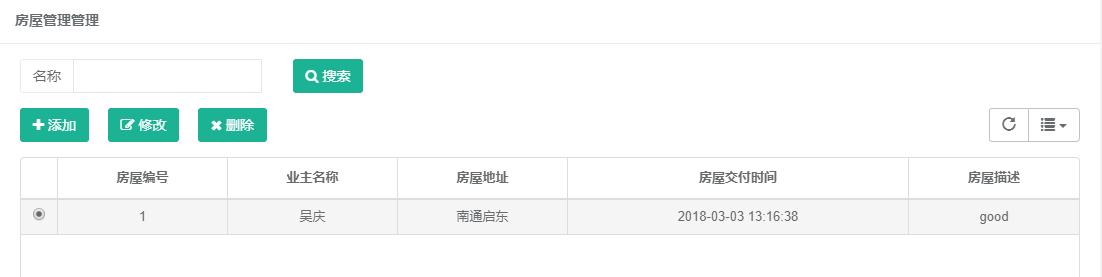 房屋管理管理
名称 搜索
添加 修改 删除
房屋编号 业主名称 房屋地址 房屋交付时间 房屋描述
1 吴庆 南通启东 2018-03-03 13:16:38 good